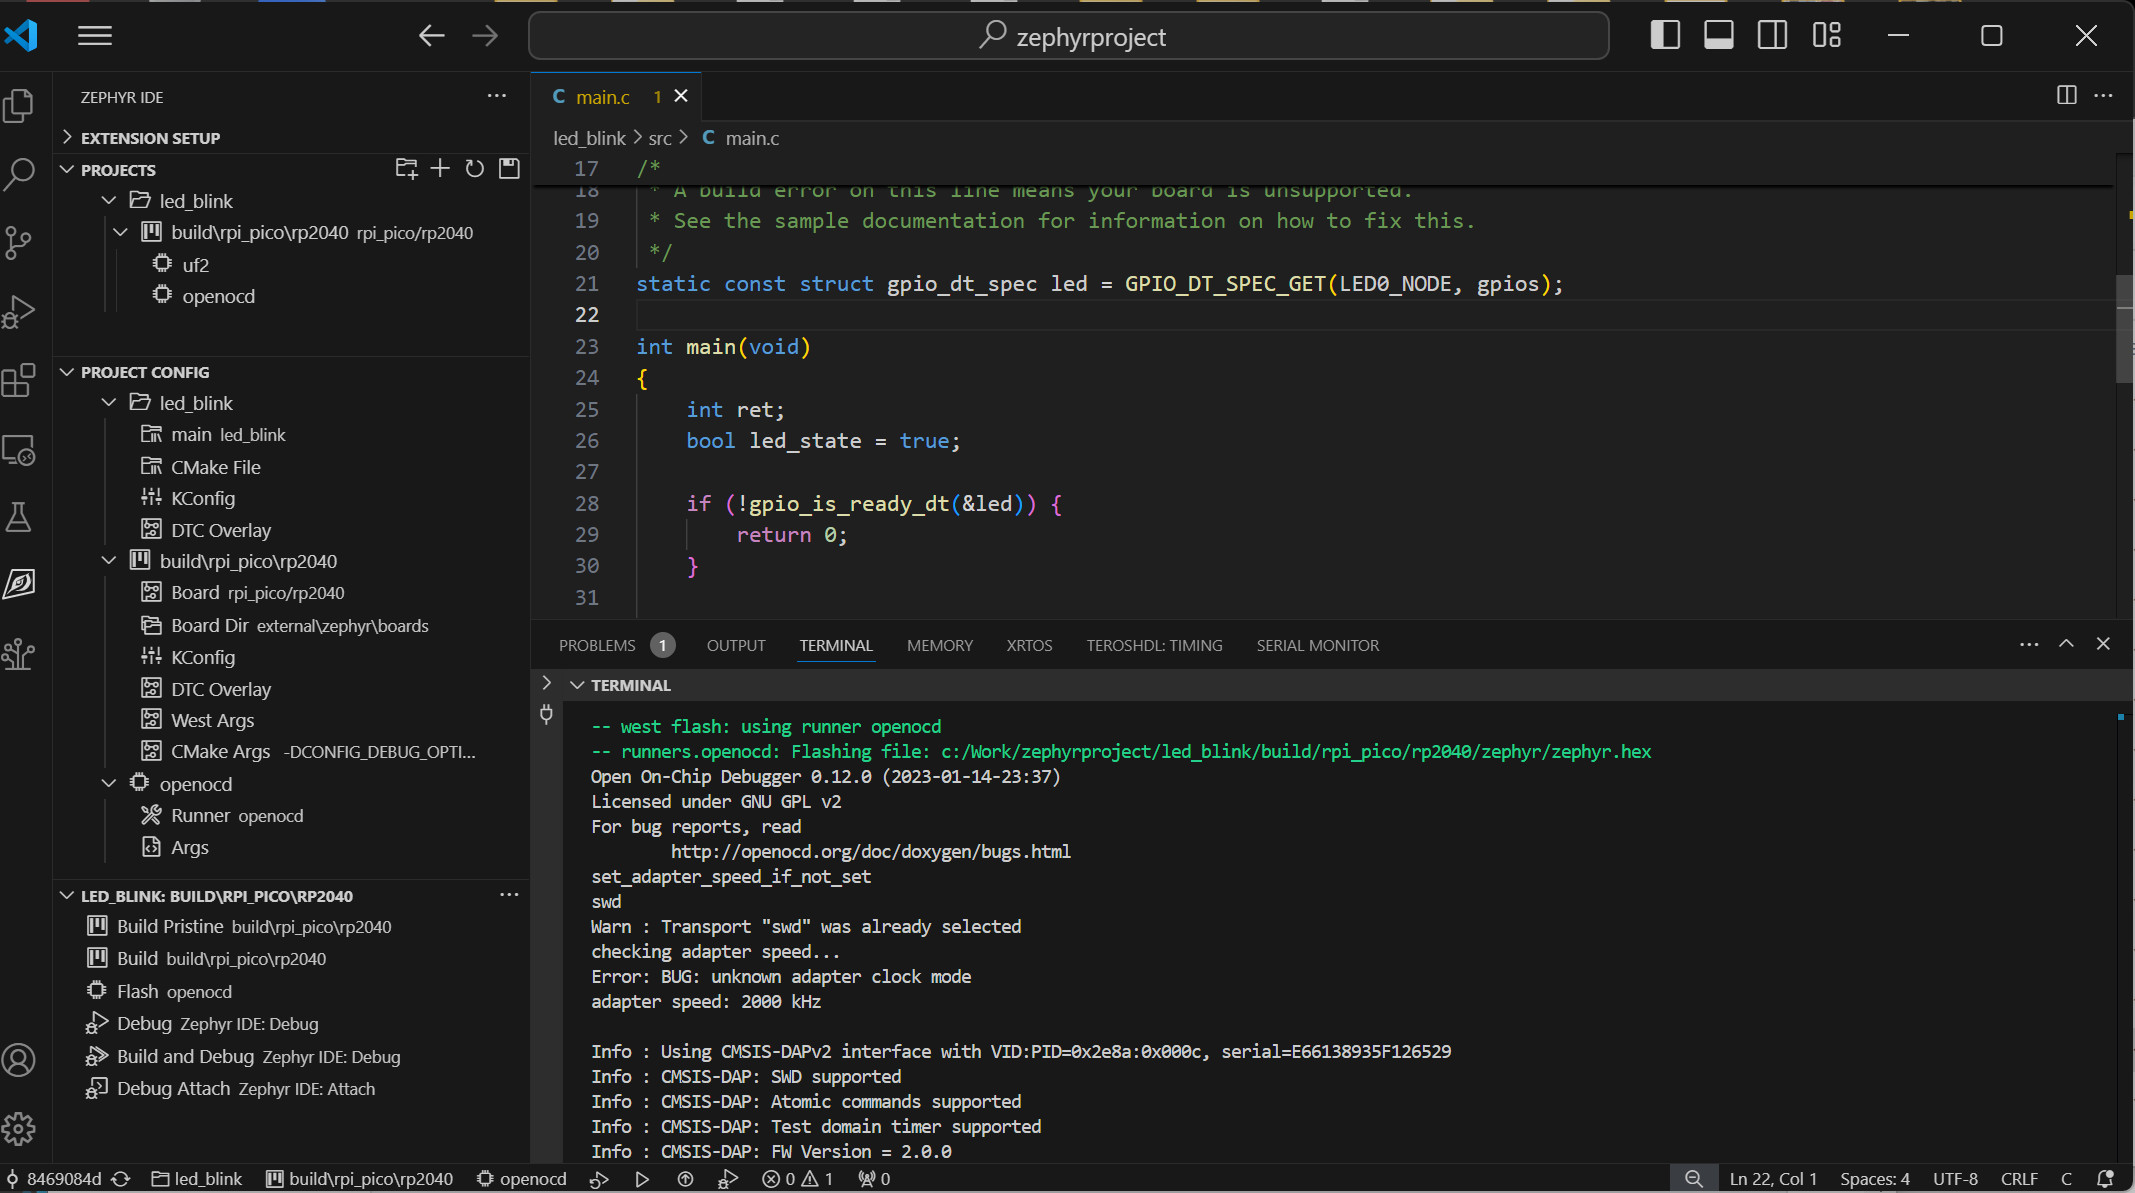 zephyrproject
ZEPHYR IDE
EXTENSION SETUP
PROJECTS
led_blink
build\rpi_pico\rp2040 rpi_pico/rp2040
uf2
openocd
PROJECT CONFIG
led_blink
main led_blink
CMake File
KConfig
DTC Overlay
build\rpi_pico\rp2040
Board rpi_pico/rp2040
Board Dir external\zephyr\boards
KConfig
DTC Overlay
West Args
CMake Args -DCONFIG_DEBUG_OPTI...
openocd
Runner openocd
Args
LED_BLINK: BUILD\RPI_PICO\RP2040
Build Pristine build\rpi_pico\rp2040
Build build\rpi_pico\rp2040
Flash openocd
Debug Zephyr IDE: Debug
Build and Debug Zephyr IDE: Debug
Debug Attach Zephyr IDE: Attach
C main.c 1
led_blink > src > C main.c
17 /*
18 * A build error on this line means your board is unsupported.
19 * See the sample documentation for information on how to fix this.
20 */
21 static const struct gpio_dt_spec led = GPIO_DT_SPEC_GET(LED0_NODE, gpios);
22
23 int main(void)
24 {
25 int ret;
26 bool led_state = true;
27
28 if (!gpio_is_ready_dt(&led)) {
29 return 0;
30 }
31
PROBLEMS 1 OUTPUT TERMINAL MEMORY XRTOS TEROSHDL: TIMING SERIAL MONITOR
TERMINAL
-- west flash: using runner openocd
-- runners.openocd: Flashing file: c:/Work/zephyrproject/led_blink/build/rpi_pico/rp2040/zephyr/zephyr.hex
Open On-Chip Debugger 0.12.0 (2023-01-14-23:37)
Licensed under GNU GPL v2
For bug reports, read
http://openocd.org/doc/doxygen/bugs.html
set_adapter_speed_if_not_set
swd
Warn : Transport "swd" was already selected
checking adapter speed...
Error: BUG: unknown adapter clock mode
adapter speed: 2000 kHz
Info : Using CMSIS-DAPv2 interface with VID:PID=0x2e8a:0x000c, serial=E66138935F126529
Info : CMSIS-DAP: SWD supported
Info : CMSIS-DAP: Atomic commands supported
Info : CMSIS-DAP: Test domain timer supported
Info : CMSIS-DAP: FW Version = 2.0.0
8469084d led_blink build\rpi_pico\rp2040 openocd 0 1 0 Ln 22, Col 1 Spaces: 4 UTF-8 CRLF C